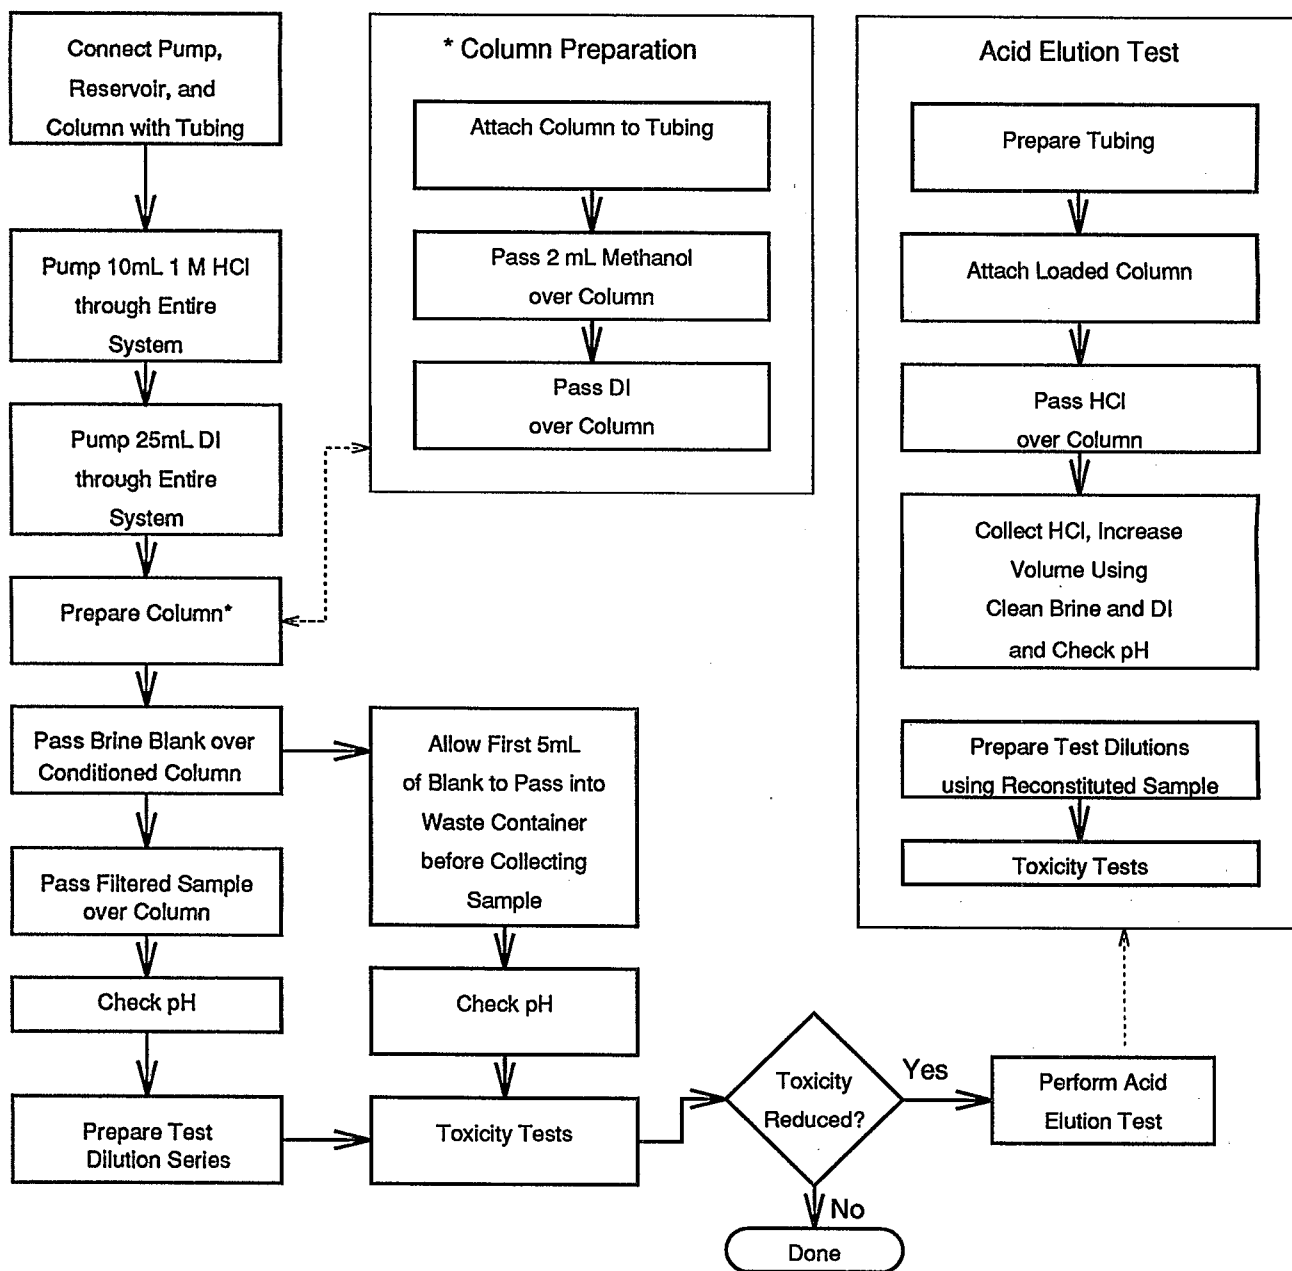 Connect Pump,
Reservoir, and
Column with Tubing
Pump 10mL 1 M HCl
through Entire
System
Pump 25mL DI
through Entire
System
Prepare Column*
Pass Brine Blank over
Conditioned Column
Pass Filtered Sample
over Column
Check pH
Prepare Test
Dilution Series
* Column Preparation
Attach Column to Tubing
Pass 2 mL Methanol
over Column
Pass DI
over Column
Allow First 5mL
of Blank to Pass into
Waste Container
before Collecting
Sample
Check pH
Toxicity Tests
Toxicity
Reduced?
Yes
No
Done
Perform Acid
Elution Test
Acid Elution Test
Prepare Tubing
Attach Loaded Column
Pass HCl
over Column
Collect HCl, Increase
Volume Using
Clean Brine and DI
and Check pH
Prepare Test Dilutions
using Reconstituted Sample
Toxicity Tests